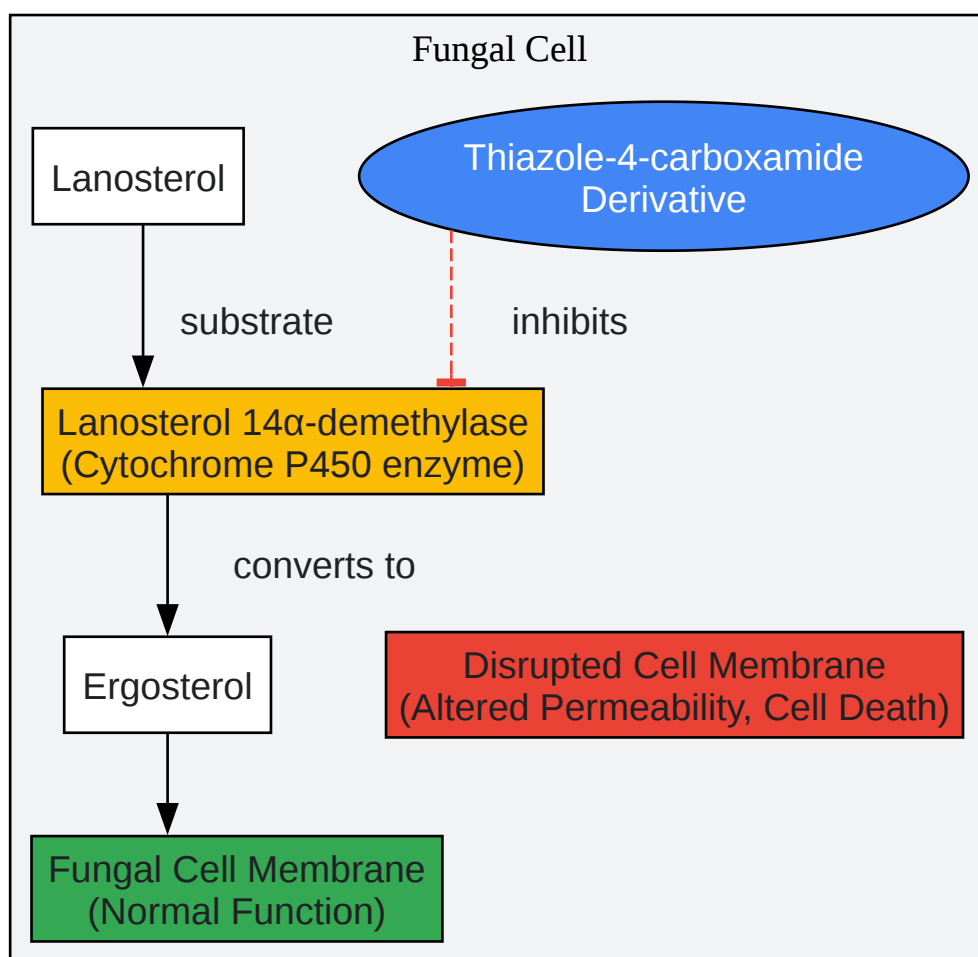 Fungal Cell
Lanosterol
Thiazole-4-carboxamide
Derivative
substrate
inhibits
Lanosterol 14α-demethylase
(Cytochrome P450 enzyme)
converts to
Ergosterol
Disrupted Cell Membrane
(Altered Permeability, Cell Death)
Fungal Cell Membrane
(Normal Function)